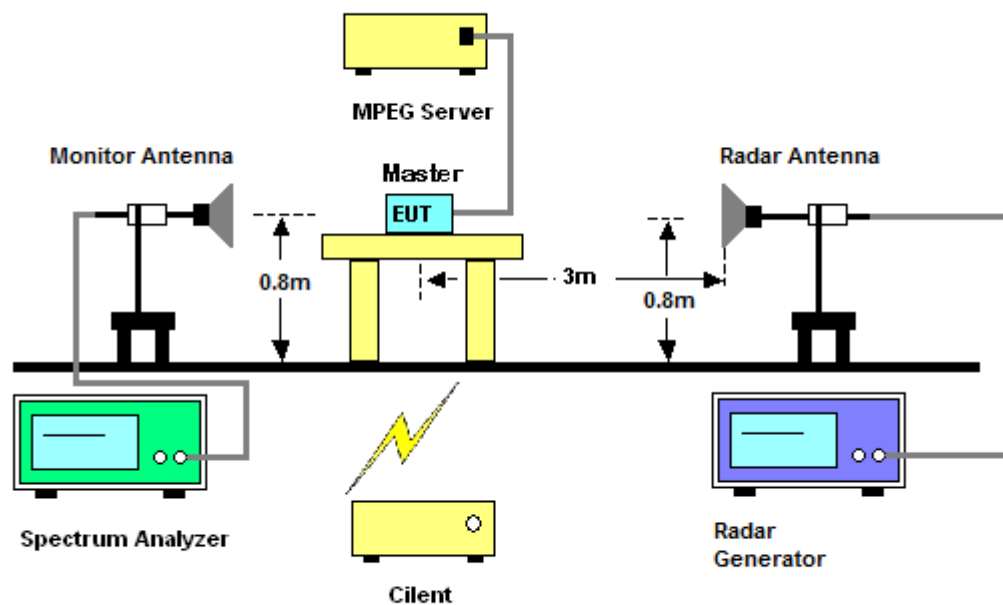 MPEG Server
Monitor Antenna
Radar Antenna
Master
EUT
0.8m
3m
0.8m
Spectrum Analyzer
Cilent
Radar
Generator